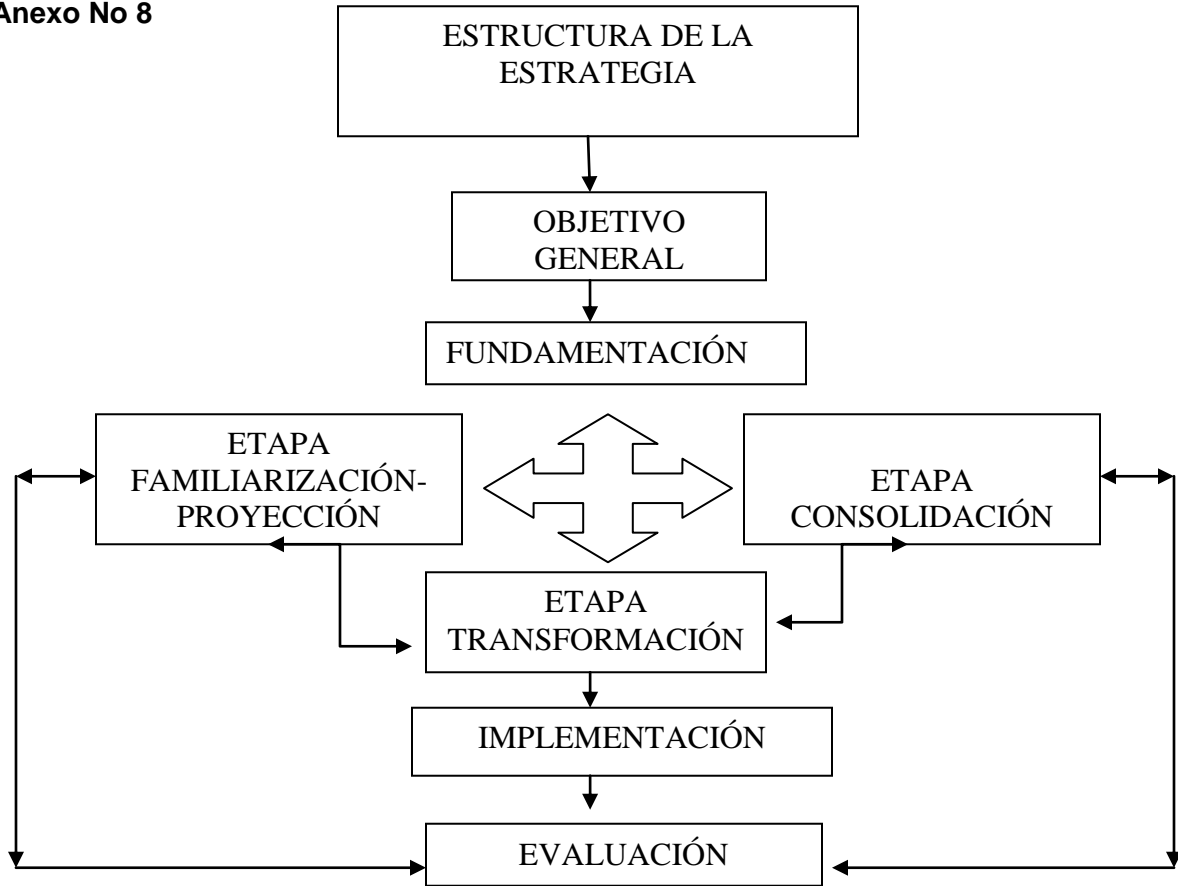 Anexo No 8
ESTRUCTURA DE LA
ESTRATEGIA
OBJETIVO
GENERAL
FUNDAMENTACIÓN
ETAPA
FAMILIARIZACIÓN-
PROYECCIÓN
ETAPA
CONSOLIDACIÓN
ETAPA
TRANSFORMACIÓN
IMPLEMENTACIÓN
EVALUACIÓN